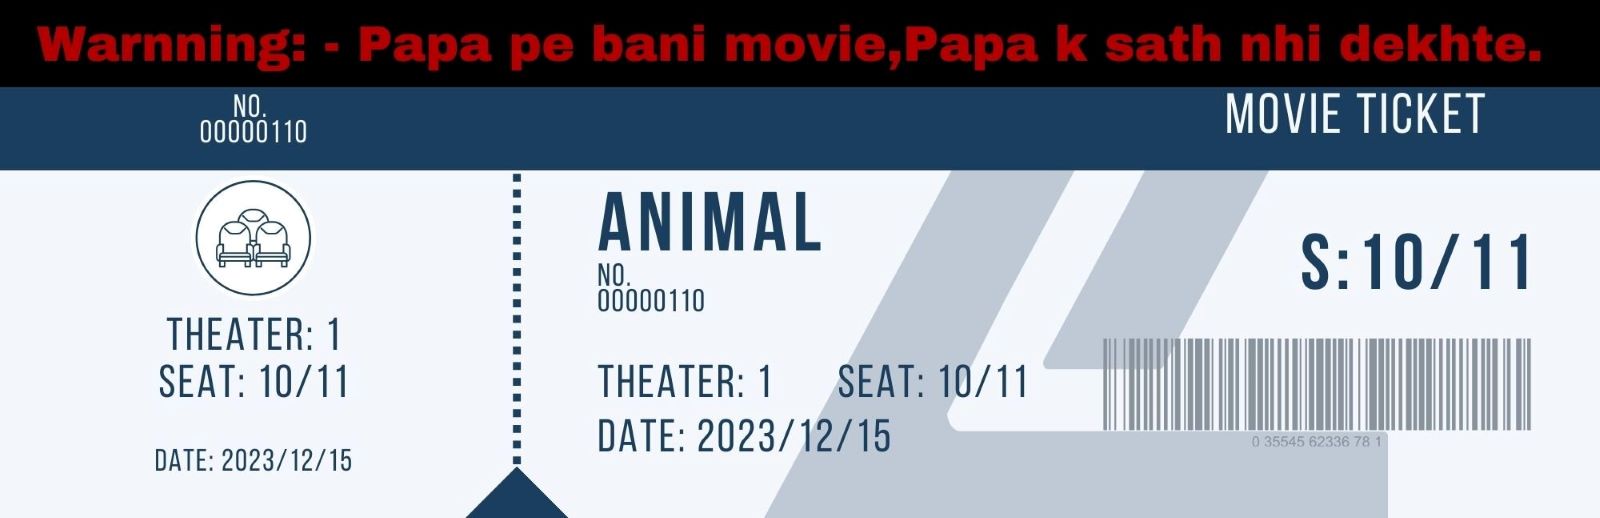 Warnning: - Papa pe bani movie,Papa k sath nhi dekhte.
NO.
00000110
MOVIE TICKET
THEATER: 1
SEAT: 10/11
DATE: 2023/12/15
ANIMAL
NO.
00000110
THEATER: 1 SEAT: 10/11
DATE: 2023/12/15
S:10/11
0 35545 62336 78 1